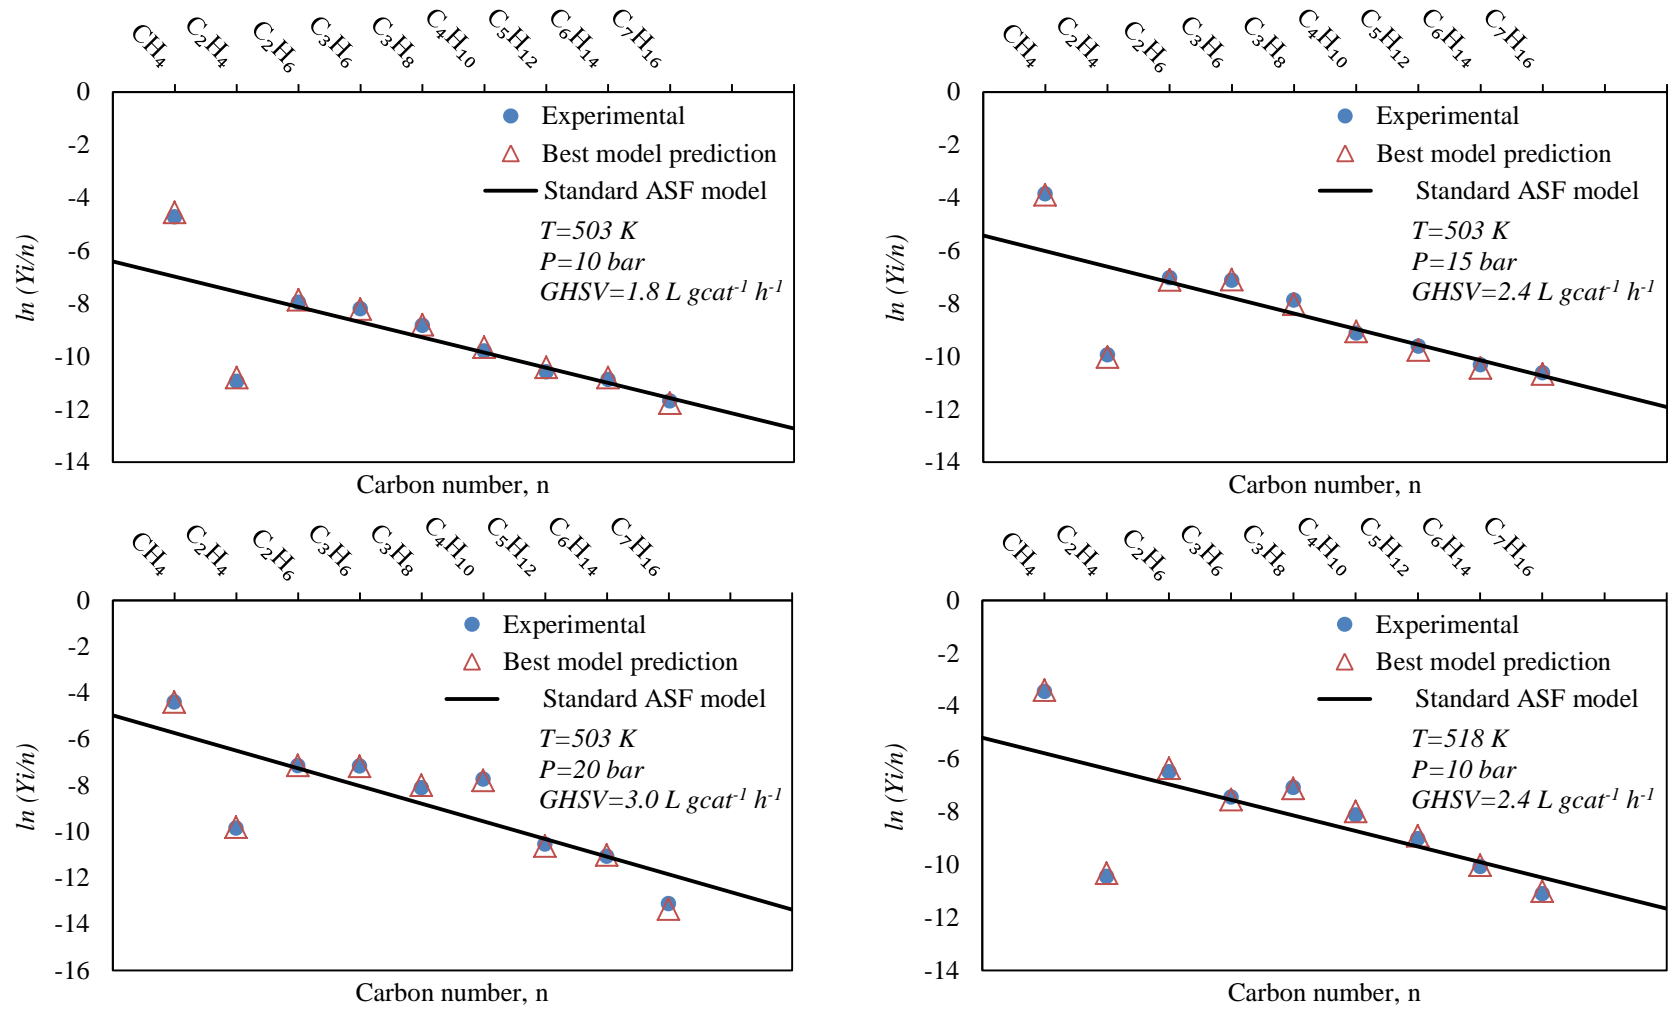 CH₄ C₂H₄ C₂H₆ C₃H₆ C₃H₈ C₄H₁₀ C₅H₁₂ C₆H₁₄ C₇H₁₆
0
-2
-4
-6
-8
-10
-12
-14
ln (Yi/n)
Experimental
Best model prediction
Standard ASF model
T=503 K
P=10 bar
GHSV=1.8 L gcat⁻¹ h⁻¹
Carbon number, n
CH₄ C₂H₄ C₂H₆ C₃H₆ C₃H₈ C₄H₁₀ C₅H₁₂ C₆H₁₄ C₇H₁₆
0
-2
-4
-6
-8
-10
-12
-14
ln (Yi/n)
Experimental
Best model prediction
Standard ASF model
T=503 K
P=15 bar
GHSV=2.4 L gcat⁻¹ h⁻¹
Carbon number, n
CH₄ C₂H₄ C₂H₆ C₃H₆ C₃H₈ C₄H₁₀ C₅H₁₂ C₆H₁₄ C₇H₁₆
0
-2
-4
-6
-8
-10
-12
-14
-16
ln (Yi/n)
Experimental
Best model prediction
Standard ASF model
T=503 K
P=20 bar
GHSV=3.0 L gcat⁻¹ h⁻¹
Carbon number, n
CH₄ C₂H₄ C₂H₆ C₃H₆ C₃H₈ C₄H₁₀ C₅H₁₂ C₆H₁₄ C₇H₁₆
0
-2
-4
-6
-8
-10
-12
-14
ln (Yi/n)
Experimental
Best model prediction
Standard ASF model
T=518 K
P=10 bar
GHSV=2.4 L gcat⁻¹ h⁻¹
Carbon number, n